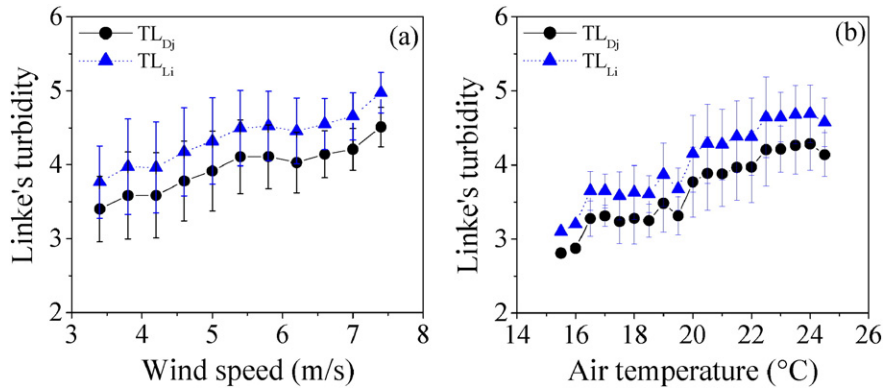 6
5
4
3
2
Linke's turbidity
TL_Dj
TL_Li
(a)
3 4 5 6 7 8
Wind speed (m/s)
6
5
4
3
2
Linke's turbidity
TL_Dj
TL_Li
(b)
14 16 18 20 22 24 26
Air temperature (°C)